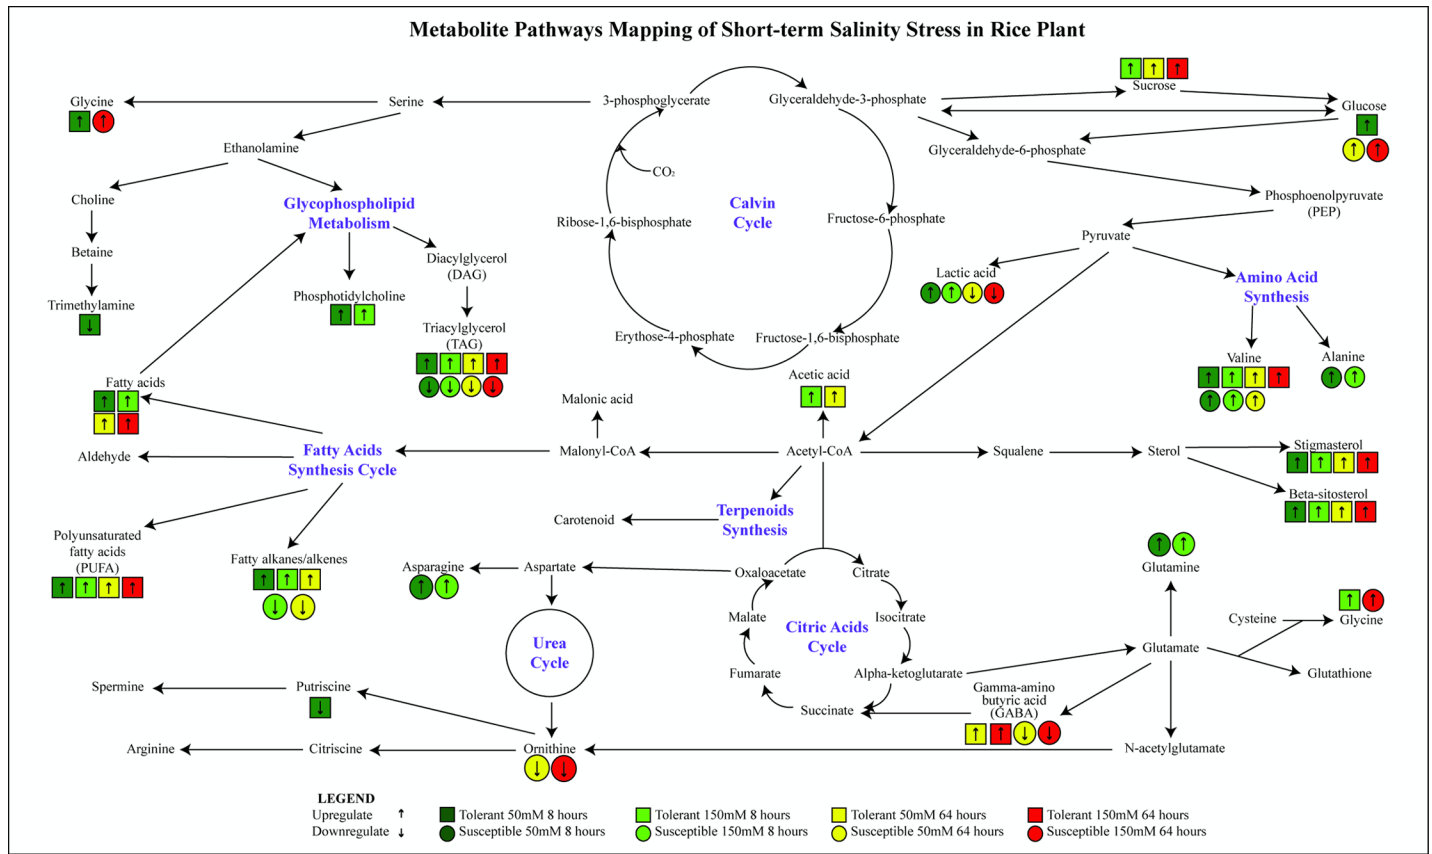 Metabolite Pathways Mapping of Short-term Salinity Stress in Rice Plant
Glycine
Serine
3-phosphoglycerate
Glyceraldehyde-3-phosphate
Sucrose
Glucose
Ethanolamine
Glyceraldehyde-6-phosphate
CO₂
Choline
Glycophospholipid
Metabolism
Calvin
Cycle
Phosphoenolpyruvate
(PEP)
Ribose-1,6-bisphosphate
Fructose-6-phosphate
Pyruvate
Betaine
Diacylglycerol
(DAG)
Lactic acid
Amino Acid
Synthesis
Trimethylamine
Phosphotidylcholine
Triacylglycerol
(TAG)
Erythose-4-phosphate
Fructose-1,6-bisphosphate
Valine
Alanine
Fatty acids
Acetic acid
Malonic acid
Aldehyde
Fatty Acids
Synthesis Cycle
Malonyl-CoA
Acetyl-CoA
Squalene
Sterol
Stigmasterol
Beta-sitosterol
Carotenoid
Terpenoids
Synthesis
Polyunsaturated
fatty acids
(PUFA)
Fatty alkanes/alkenes
Asparagine
Aspartate
Oxaloacetate
Citrate
Glutamine
Malate
Isocitrate
Cysteine
Glycine
Urea
Cycle
Citric Acids
Cycle
Glutamate
Fumarate
Alpha-ketoglutarate
Glutathione
Spermine
Putriscine
Succinate
Gamma-amino
butyric acid
(GABA)
Arginine
Citriscine
Ornithine
N-acetylglutamate
LEGEND
Upregulate ↑
Downregulate ↓
Tolerant 50mM 8 hours
Susceptible 50mM 8 hours
Tolerant 150mM 8 hours
Susceptible 150mM 8 hours
Tolerant 50mM 64 hours
Susceptible 50mM 64 hours
Tolerant 150mM 64 hours
Susceptible 150mM 64 hours